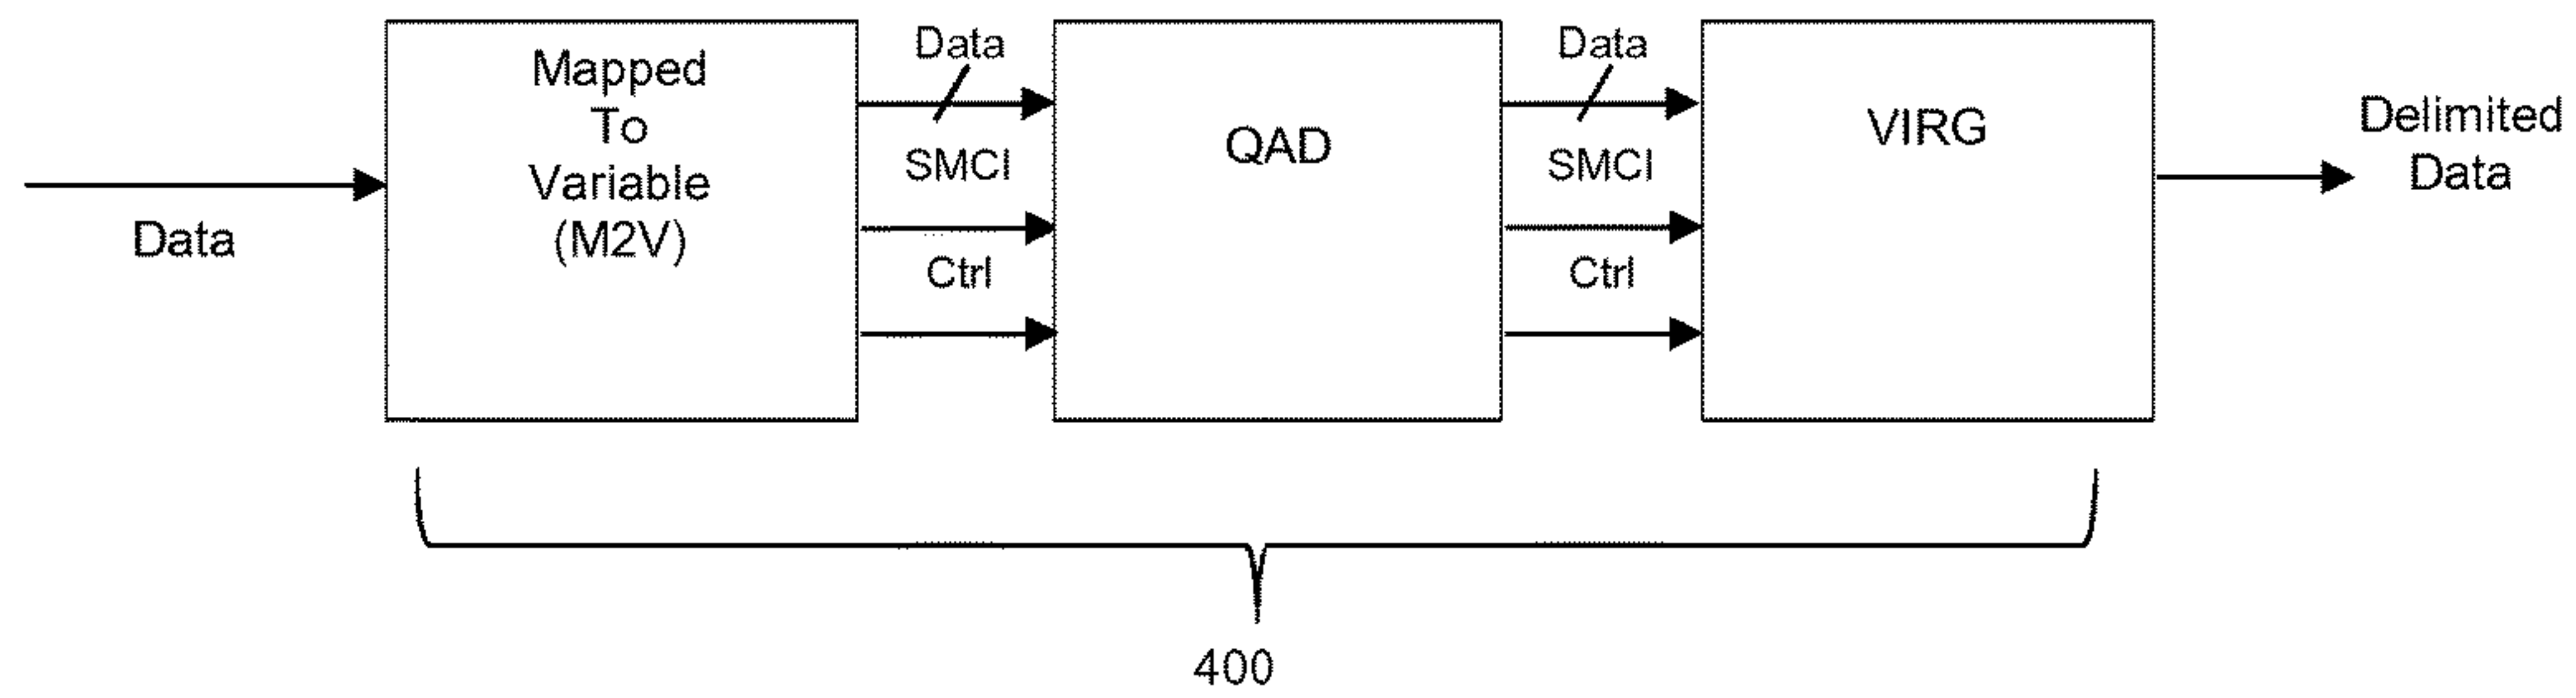 Data
Mapped
To
Variable
(M2V)
Data
SMCI
Ctrl
QAD
Data
SMCI
Ctrl
VIRG
Delimited
Data
400